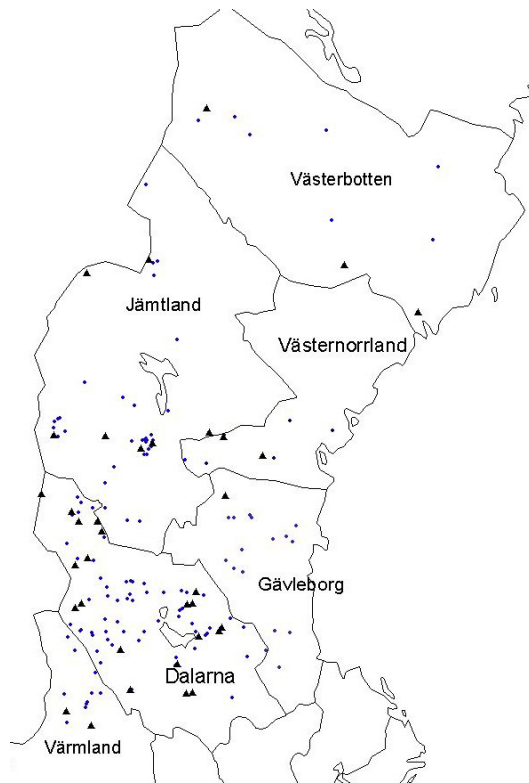 Västerbotten
Jämtland
Västernorrland
Gävleborg
Dalarna
Värmland